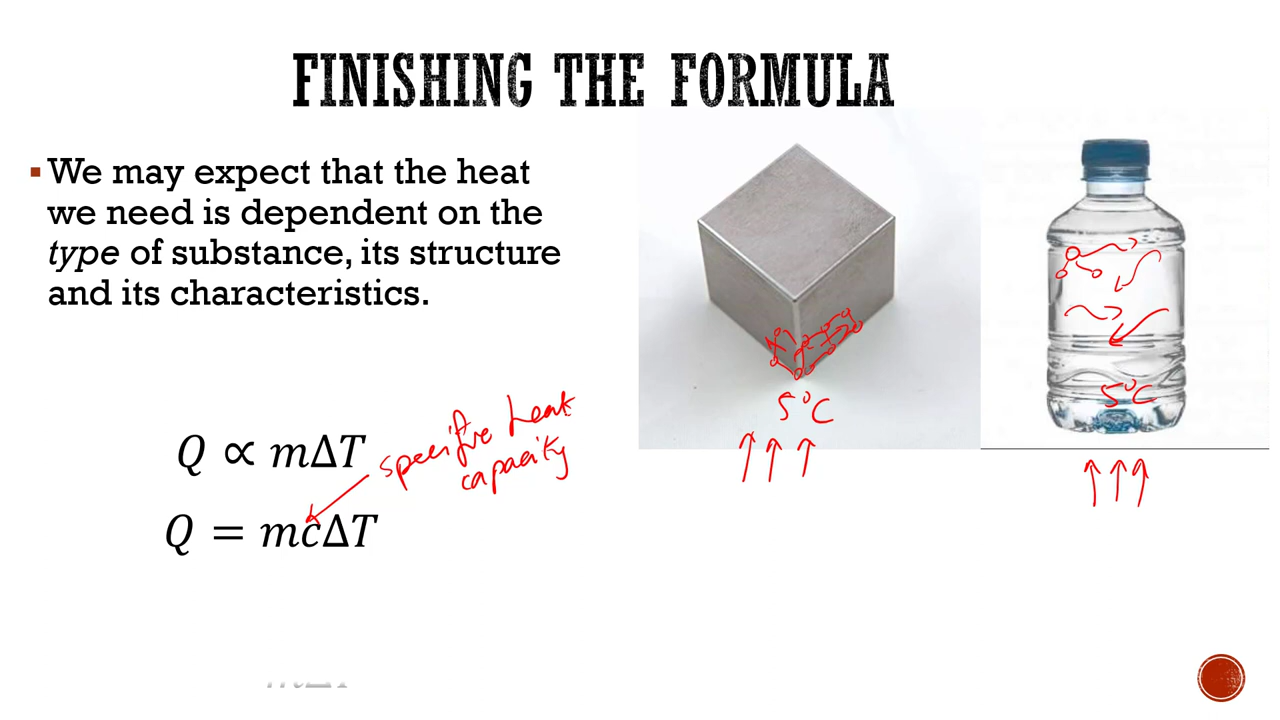 FINISHING THE FORMULA
We may expect that the heat
we need is dependent on the
type of substance, its structure
and its characteristics.
Q ∝ mΔT
specific heat
capacity
Q = mcΔT
5°C
5°C